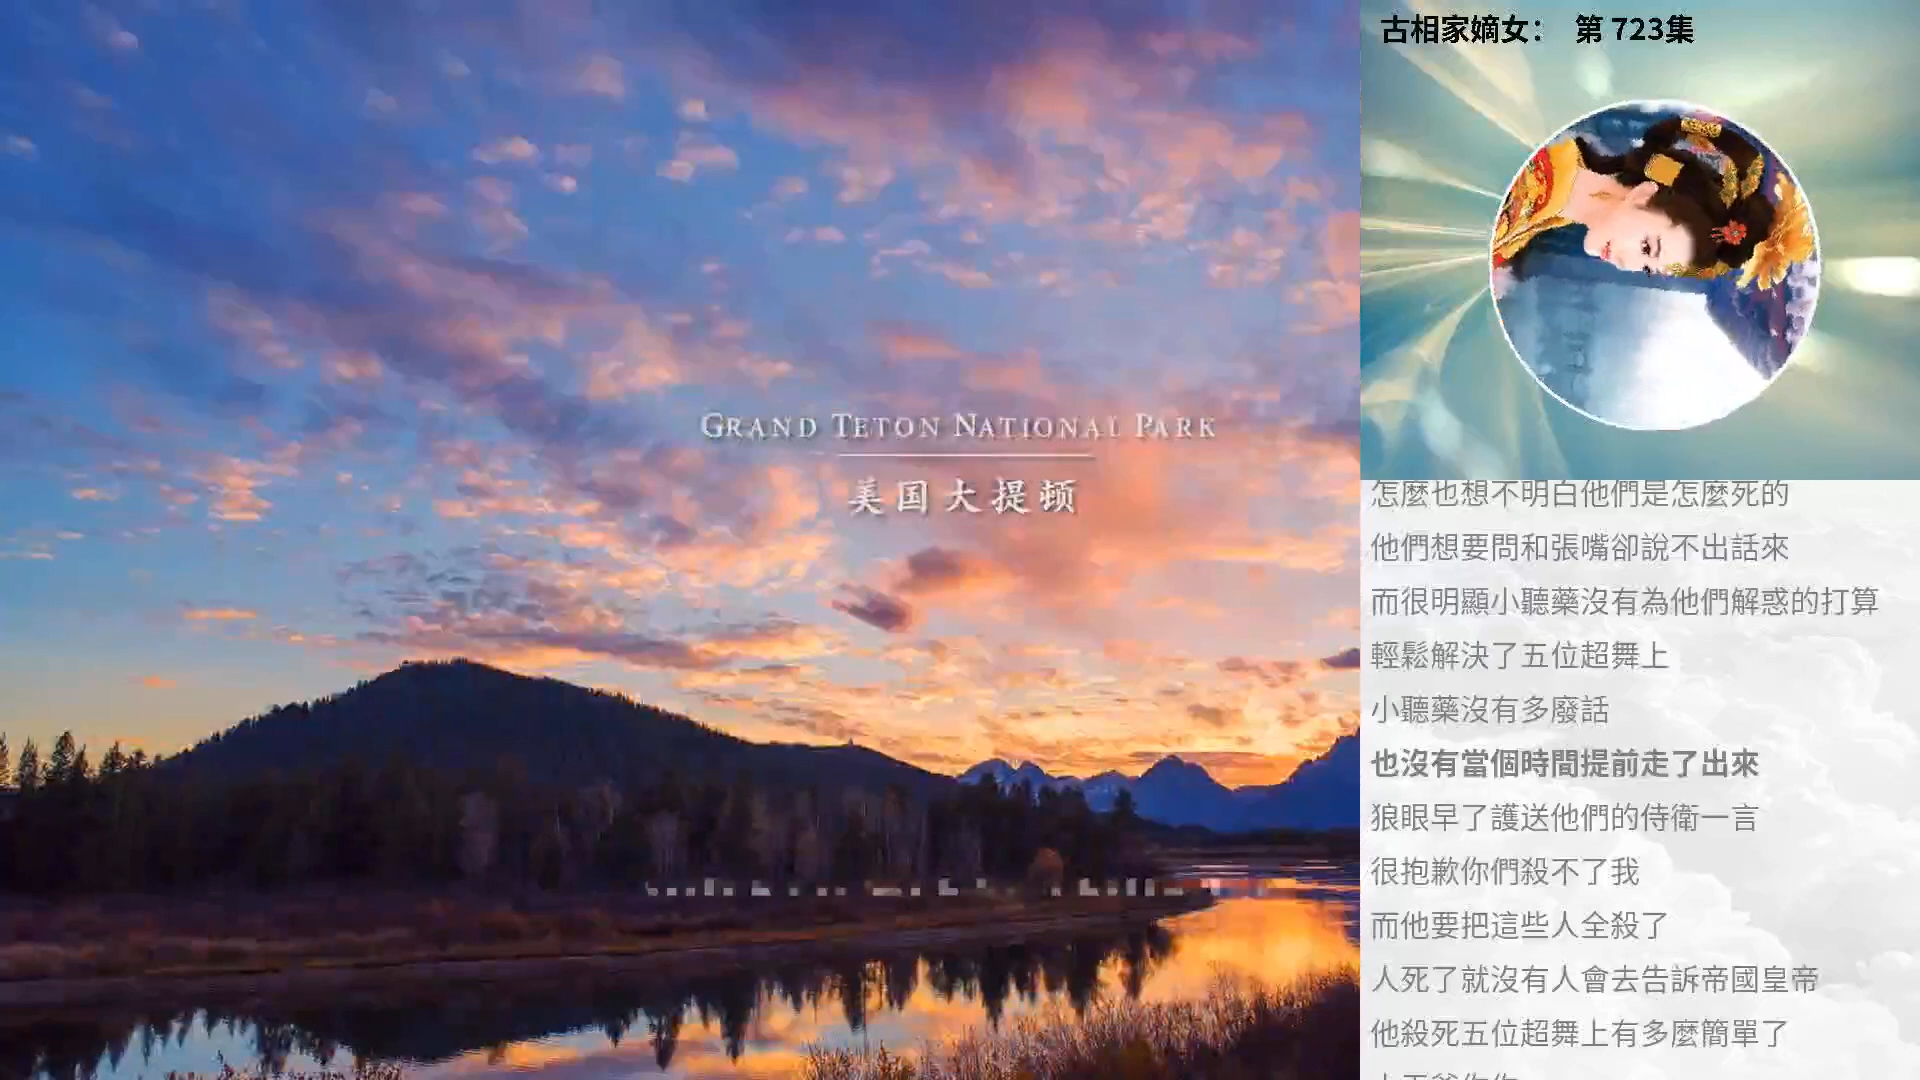 GRAND TETON NATIONAL PARK
美国大提顿
古相家嫡女： 第 723集
怎麼也想不明白他們是怎麼死的
他們想要問和張嘴卻說不出話來
而很明顯小聽藥沒有為他們解惑的打算
輕鬆解決了五位超舞上
小聽藥沒有多廢話
也沒有當個時間提前走了出來
狼眼早了護送他們的侍衛一言
很抱歉你們殺不了我
而他要把這些人全殺了
人死了就沒有人會去告訴帝國皇帝
他殺死五位超舞上有多麼簡單了